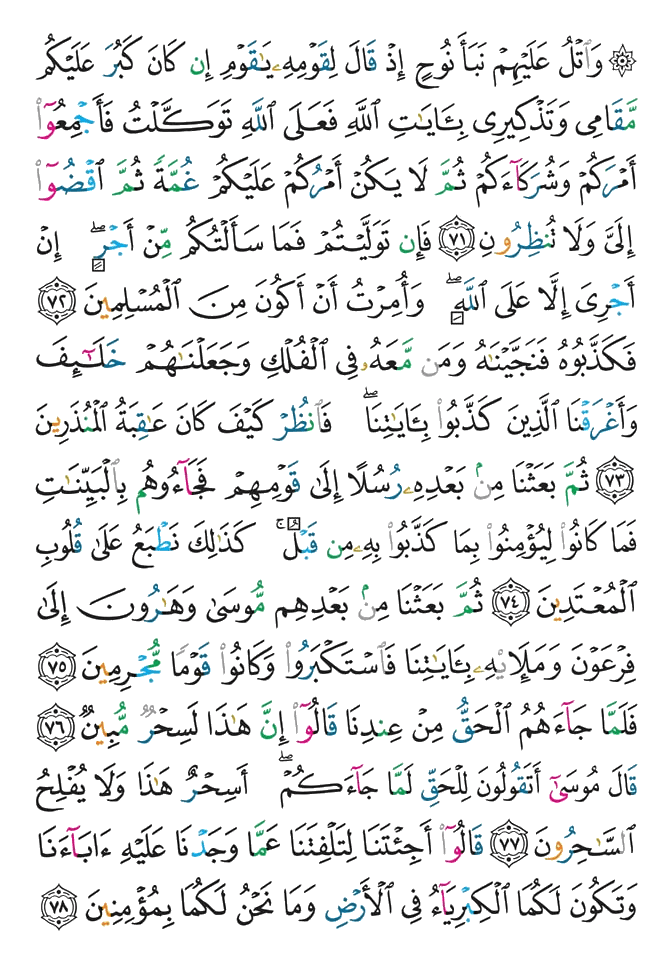 ۞ وَٱتۡلُ عَلَيۡهِمۡ نَبَأَ نُوحٍ إِذۡ قَالَ لِقَوۡمِهِۦ يَٰقَوۡمِ إِن كَانَ كَبُرَ عَلَيۡكُم
مَّقَامِي وَتَذۡكِيرِي بِـَٔايَٰتِ ٱللَّهِ فَعَلَى ٱللَّهِ تَوَكَّلۡتُ فَأَجۡمِعُوٓاْ
أَمۡرَكُمۡ وَشُرَكَآءَكُمۡ ثُمَّ لَا يَكُنۡ أَمۡرُكُمۡ عَلَيۡكُمۡ غُمَّةٗ ثُمَّ ٱقۡضُوٓاْ
إِلَيَّ وَلَا تُنظِرُونِ ٧١ فَإِن تَوَلَّيۡتُمۡ فَمَا سَأَلۡتُكُم مِّنۡ أَجۡرٍۖ إِنۡ
أَجۡرِيَ إِلَّا عَلَى ٱللَّهِۖ وَأُمِرۡتُ أَنۡ أَكُونَ مِنَ ٱلۡمُسۡلِمِينَ ٧٢
فَكَذَّبُوهُ فَنَجَّيۡنَٰهُ وَمَن مَّعَهُۥ فِي ٱلۡفُلۡكِ وَجَعَلۡنَٰهُمۡ خَلَٰٓئِفَ
وَأَغۡرَقۡنَا ٱلَّذِينَ كَذَّبُواْ بِـَٔايَٰتِنَاۖ فَٱنظُرۡ كَيۡفَ كَانَ عَٰقِبَةُ ٱلۡمُنذَرِينَ
٧٣ ثُمَّ بَعَثۡنَا مِنۢ بَعۡدِهِۦ رُسُلًا إِلَىٰ قَوۡمِهِمۡ فَجَآءُوهُم بِٱلۡبَيِّنَٰتِ
فَمَا كَانُواْ لِيُؤۡمِنُواْ بِمَا كَذَّبُواْ بِهِۦ مِن قَبۡلُۚ كَذَٰلِكَ نَطۡبَعُ عَلَىٰ قُلُوبِ
ٱلۡمُعۡتَدِينَ ٧٤ ثُمَّ بَعَثۡنَا مِنۢ بَعۡدِهِم مُّوسَىٰ وَهَٰرُونَ إِلَىٰ
فِرۡعَوۡنَ وَمَلَإِيْهِۦ بِـَٔايَٰتِنَا فَٱسۡتَكۡبَرُواْ وَكَانُواْ قَوۡمٗا مُّجۡرِمِينَ ٧٥
فَلَمَّا جَآءَهُمُ ٱلۡحَقُّ مِنۡ عِندِنَا قَالُوٓاْ إِنَّ هَٰذَا لَسِحۡرٞ مُّبِينٞ ٧٦
قَالَ مُوسَىٰٓ أَتَقُولُونَ لِلۡحَقِّ لَمَّا جَآءَكُمۡۖ أَسِحۡرٌ هَٰذَا وَلَا يُفۡلِحُ
ٱلسَّٰحِرُونَ ٧٧ قَالُوٓاْ أَجِئۡتَنَا لِتَلۡفِتَنَا عَمَّا وَجَدۡنَا عَلَيۡهِ ءَابَآءَنَا
وَتَكُونَ لَكُمَا ٱلۡكِبۡرِيَآءُ فِي ٱلۡأَرۡضِ وَمَا نَحۡنُ لَكُمَا بِمُؤۡمِنِينَ ٧٨